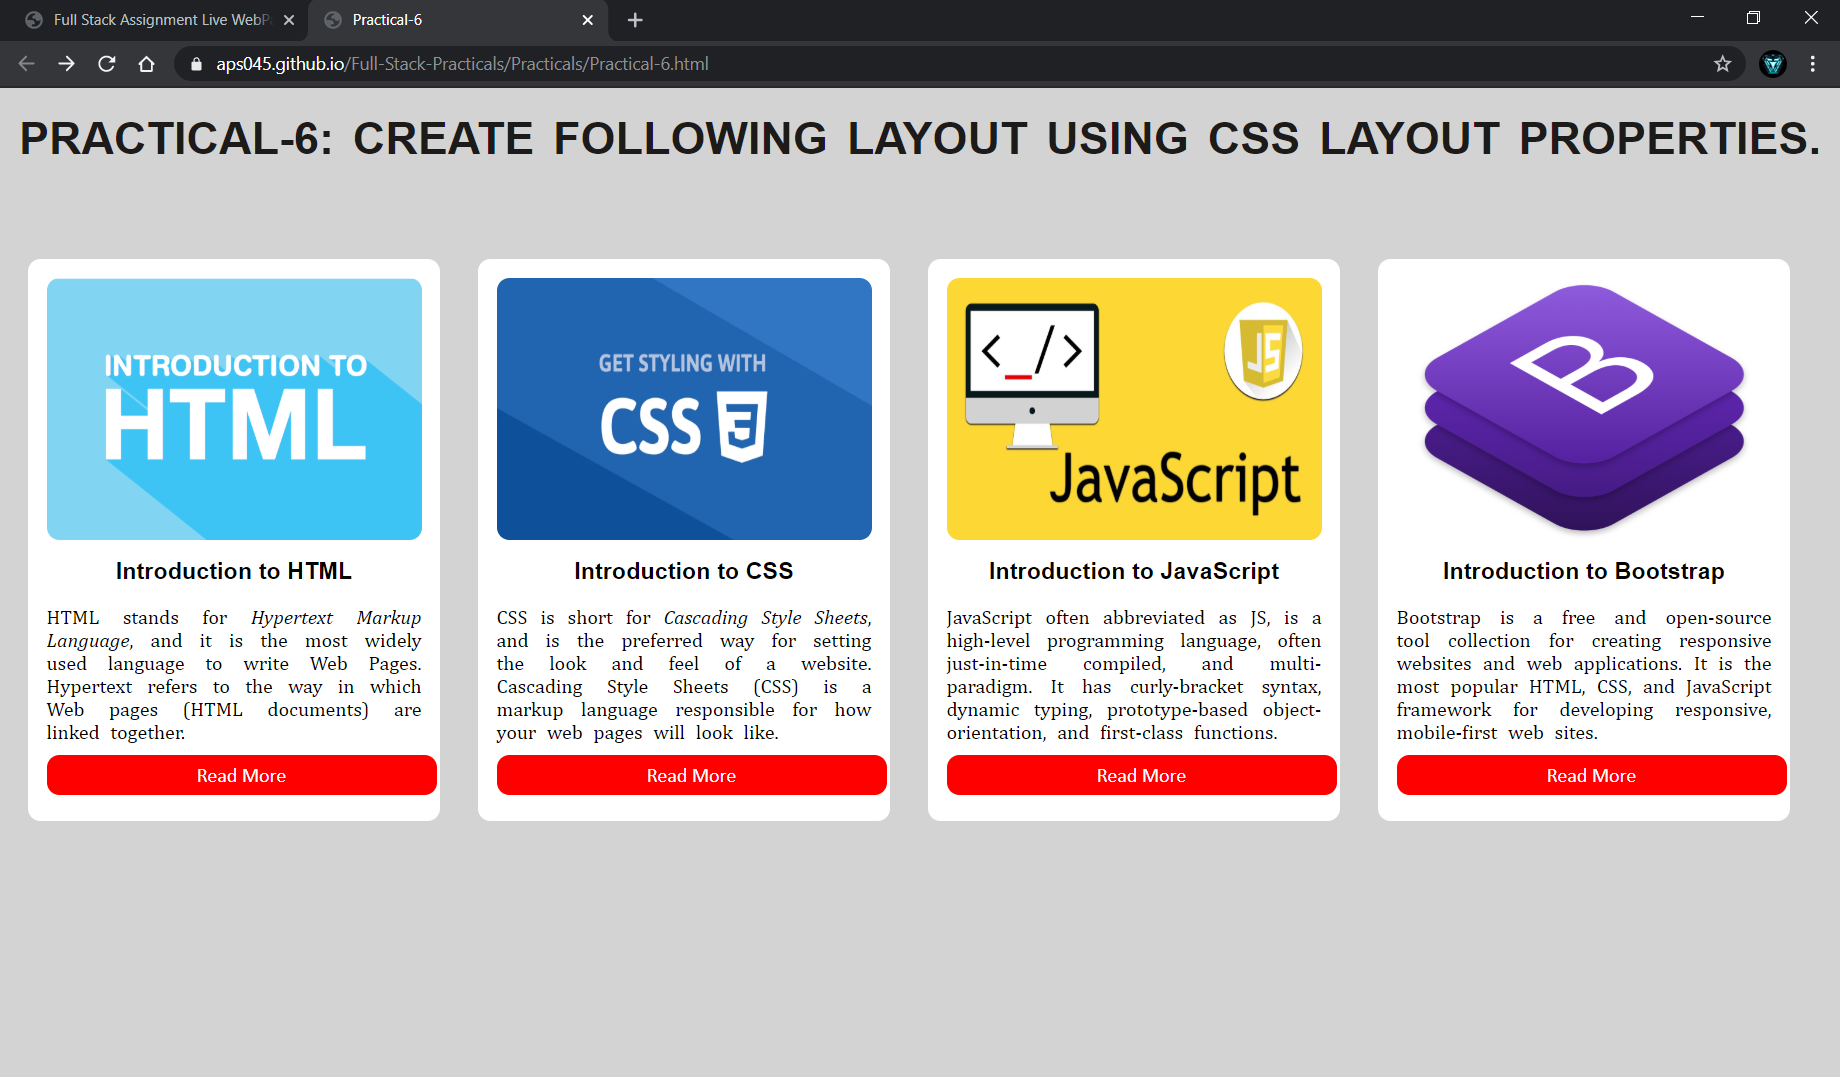 Full Stack Assignment Live WebP
Practical-6
aps045.github.io/Full-Stack-Practicals/Practicals/Practical-6.html
PRACTICAL-6: CREATE FOLLOWING LAYOUT USING CSS LAYOUT PROPERTIES.
INTRODUCTION TO
HTML
Introduction to HTML
HTML stands for Hypertext Markup
Language, and it is the most widely
used language to write Web Pages.
Hypertext refers to the way in which
Web pages (HTML documents) are
linked together.
Read More
GET STYLING WITH
CSS 3
Introduction to CSS
CSS is short for Cascading Style Sheets,
and is the preferred way for setting
the look and feel of a website.
Cascading Style Sheets (CSS) is a
markup language responsible for how
your web pages will look like.
Read More
<_/>
JS
JavaScript
Introduction to JavaScript
JavaScript often abbreviated as JS, is a
high-level programming language, often
just-in-time compiled, and multi-
paradigm. It has curly-bracket syntax,
dynamic typing, prototype-based object-
orientation, and first-class functions.
Read More
B
Introduction to Bootstrap
Bootstrap is a free and open-source
tool collection for creating responsive
websites and web applications. It is the
most popular HTML, CSS, and JavaScript
framework for developing responsive,
mobile-first web sites.
Read More